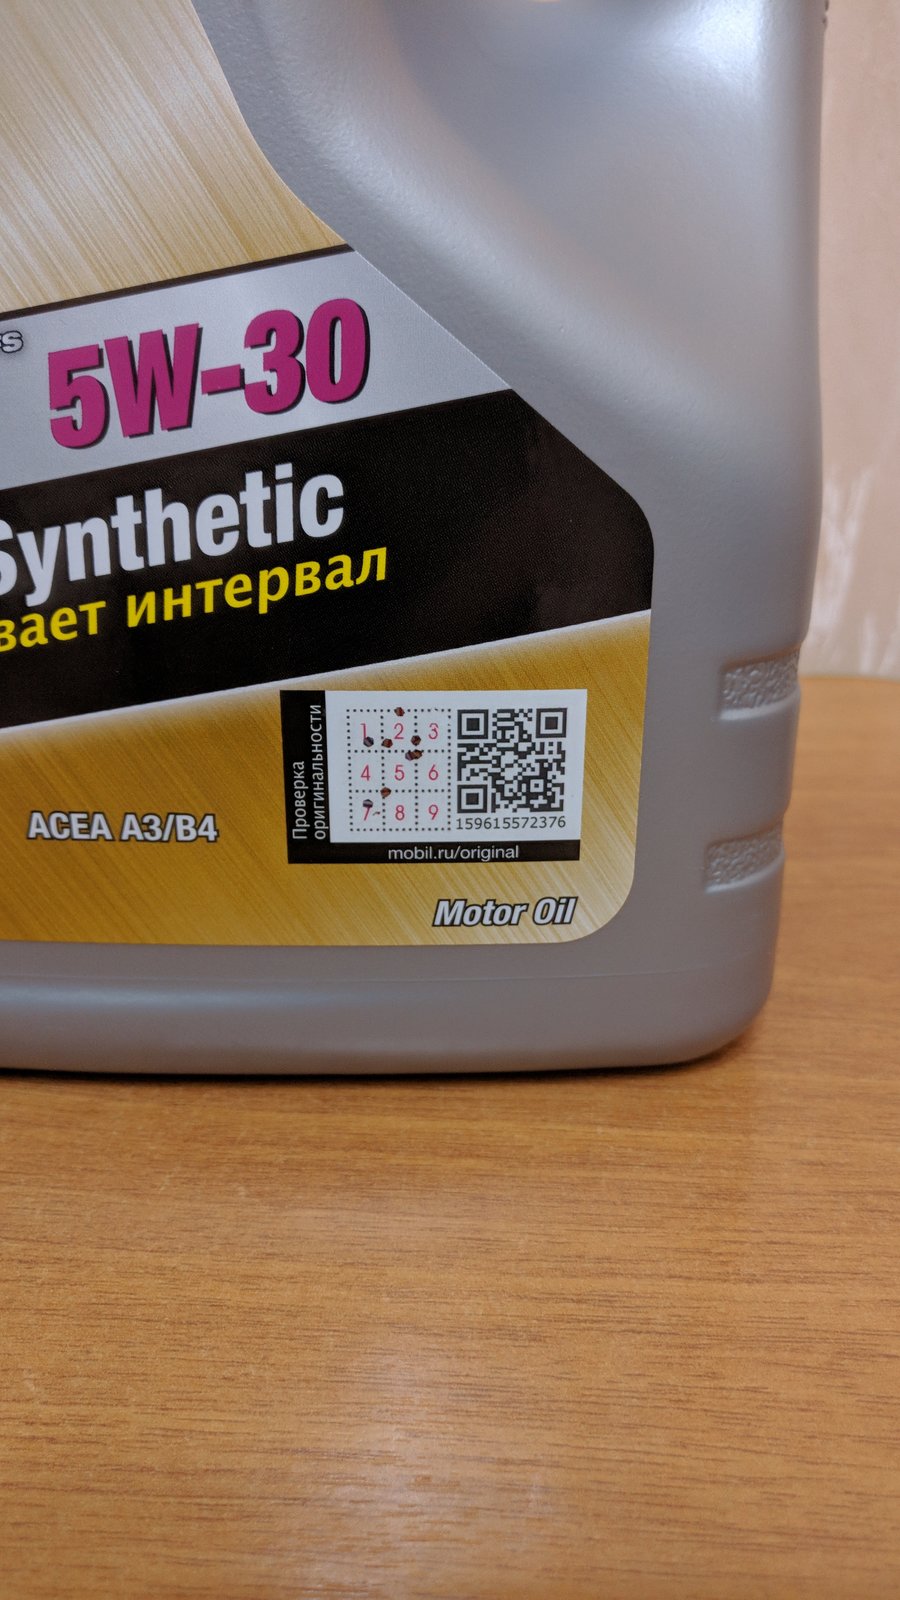 5W-30
Synthetic
вает интервал
ACEA A3/B4
Проверка
оригинальности
1 2 3
4 5 6
7 8 9
159615572376
mobil.ru/original
Motor Oil